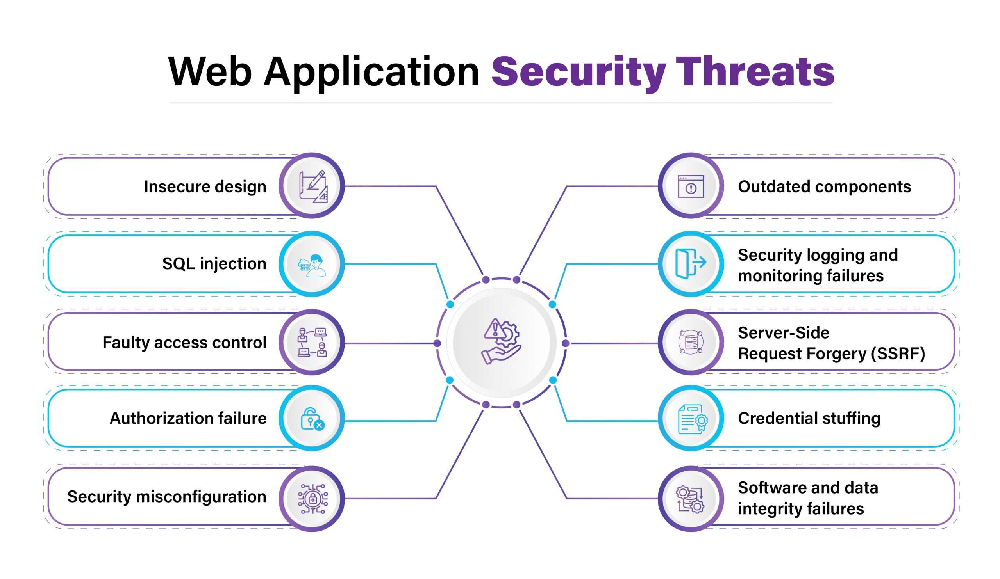 Web Application Security Threats
Insecure design
SQL injection
Faulty access control
Authorization failure
Security misconfiguration
Outdated components
Security logging and
monitoring failures
Server-Side
Request Forgery (SSRF)
Credential stuffing
Software and data
integrity failures